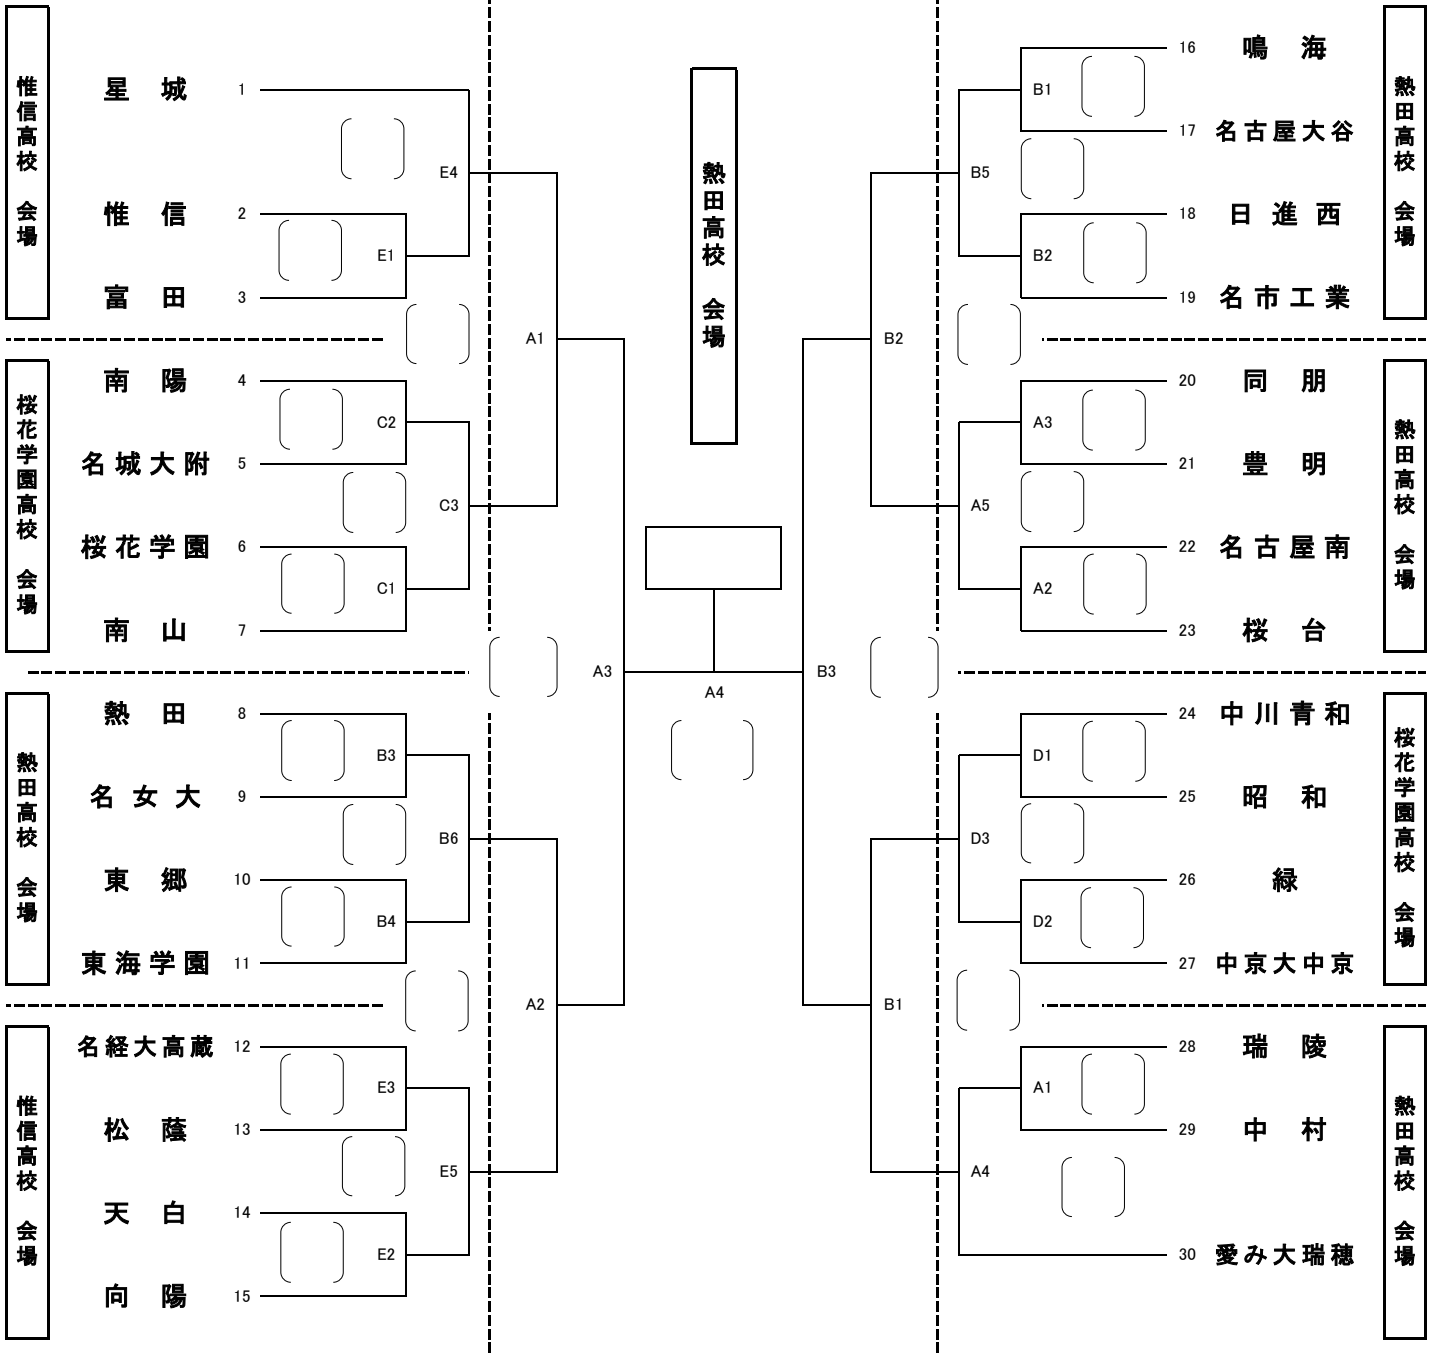 惟信高校 会場
星城 1
E4
惟信 2
E1
富田 3
A1
桜花学園高校 会場
南陽 4
C2
名城大附 5
C3
桜花学園 6
C1
南山 7
A3
熱田高校 会場
熱田 8
B3
名女大 9
B6
東郷 10
B4
東海学園 11
A2
惟信高校 会場
名経大高蔵 12
E3
松蔭 13
E5
天白 14
E2
向陽 15
熱田高校 会場
A4
熱田高校 会場
16 鳴海
B1
17 名古屋大谷
B5
18 日進西
B2
19 名市工業
B2
熱田高校 会場
20 同朋
A3
21 豊明
A5
22 名古屋南
A2
23 桜台
B3
桜花学園高校 会場
24 中川青和
D1
25 昭和
D3
26 緑
D2
27 中京大中京
B1
熱田高校 会場
28 瑞陵
A1
29 中村
A4
30 愛み大瑞穂